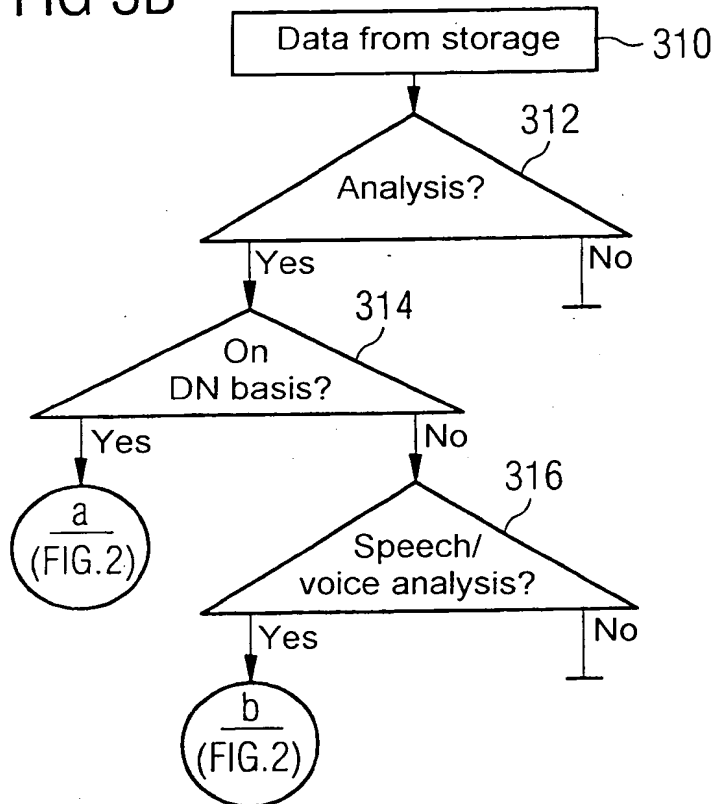 FIG 3B
Data from storage
310
312
Analysis?
Yes
No
314
On
DN basis?
Yes
No
316
a
(FIG.2)
Speech/
voice analysis?
Yes
No
b
(FIG.2)